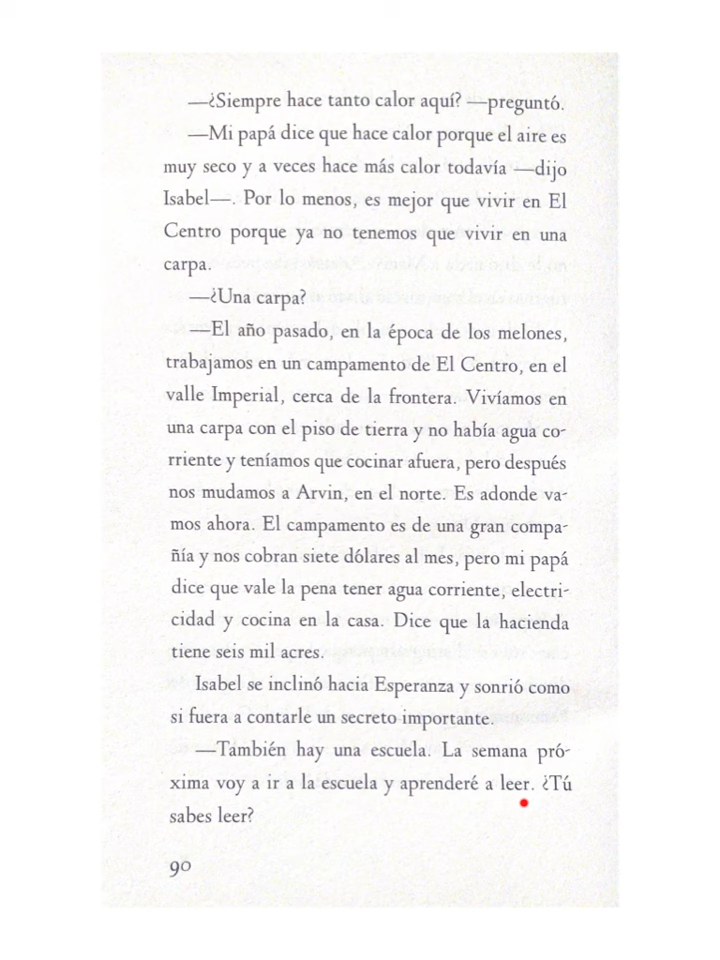 —¿Siempre hace tanto calor aquí? —preguntó.
—Mi papá dice que hace calor porque el aire es
muy seco y a veces hace más calor todavía —dijo
Isabel—. Por lo menos, es mejor que vivir en El
Centro porque ya no tenemos que vivir en una
carpa.
—¿Una carpa?
—El año pasado, en la época de los melones,
trabajamos en un campamento de El Centro, en el
valle Imperial, cerca de la frontera. Vivíamos en
una carpa con el piso de tierra y no había agua co-
rriente y teníamos que cocinar afuera, pero después
nos mudamos a Arvin, en el norte. Es adonde va-
mos ahora. El campamento es de una gran compa-
ñía y nos cobran siete dólares al mes, pero mi papá
dice que vale la pena tener agua corriente, electri-
cidad y cocina en la casa. Dice que la hacienda
tiene seis mil acres.
Isabel se inclinó hacia Esperanza y sonrió como
si fuera a contarle un secreto importante.
—También hay una escuela. La semana pró-
xima voy a ir a la escuela y aprenderé a leer. ¿Tú
sabes leer?
90